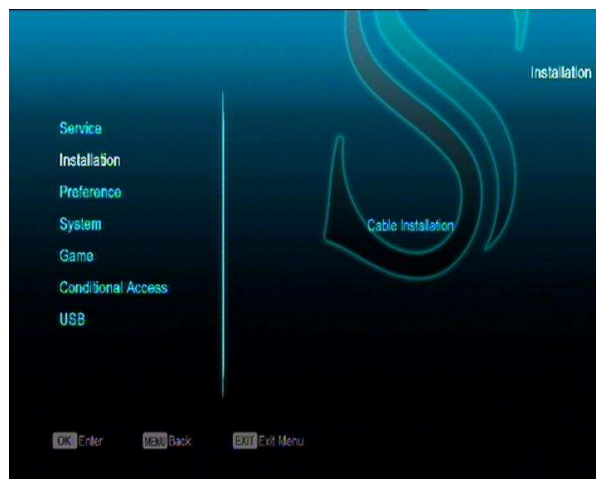 Installation
Service
Installation
Preference
System
Cable Installation
Game
Conditional Access
USB
OK Enter MENU Back EXIT Exit Menu